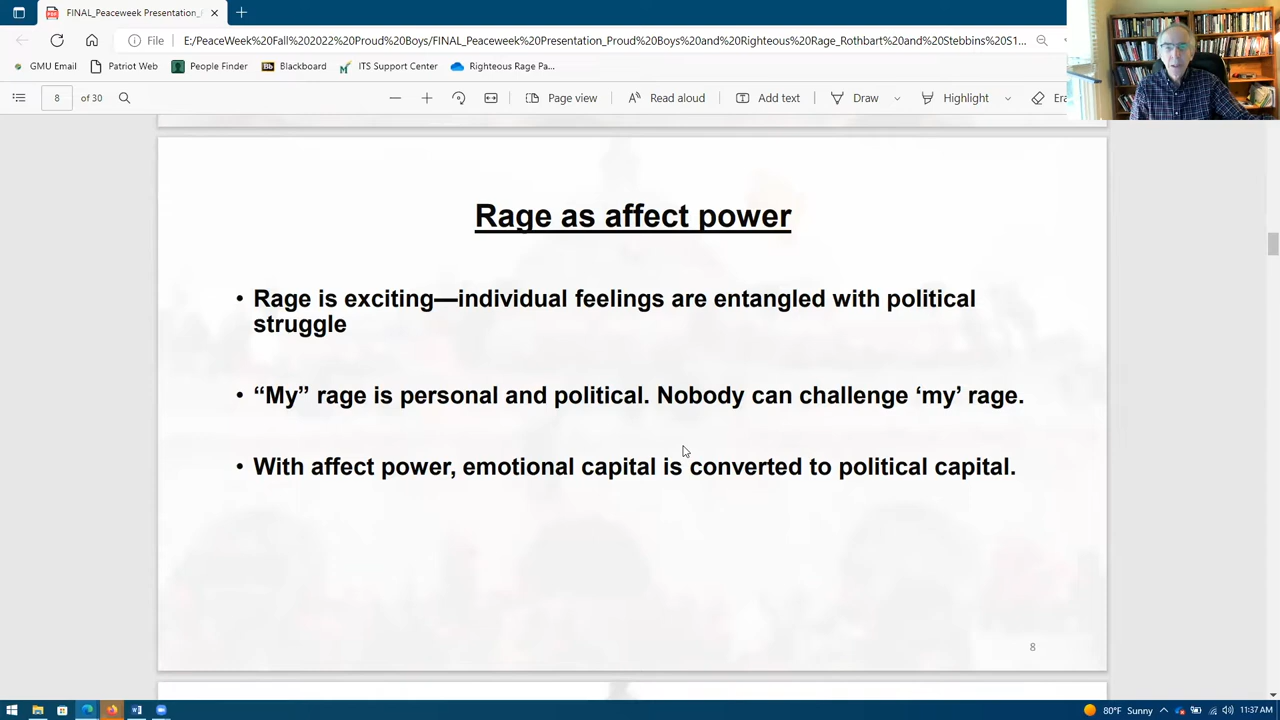 FINAL_Peaceweek Presentation_
File
E:/PeaceWeek%20Fall%202022%20Proud%20Boys/FINAL_Peaceweek%20Presentation_Proud%20Boys%20and%20Righteous%20Rage_Rothbart%20and%20Stebbins%20S1...
GMU Email
Patriot Web
People Finder
Bb Blackboard
ITS Support Center
Righteous Rage Pa...
8 of 30
Page view
Read aloud
Add text
Draw
Highlight
Rage as affect power
• Rage is exciting—individual feelings are entangled with political
struggle
• “My” rage is personal and political. Nobody can challenge ‘my’ rage.
• With affect power, emotional capital is converted to political capital.
8
80°F Sunny
11:37 AM